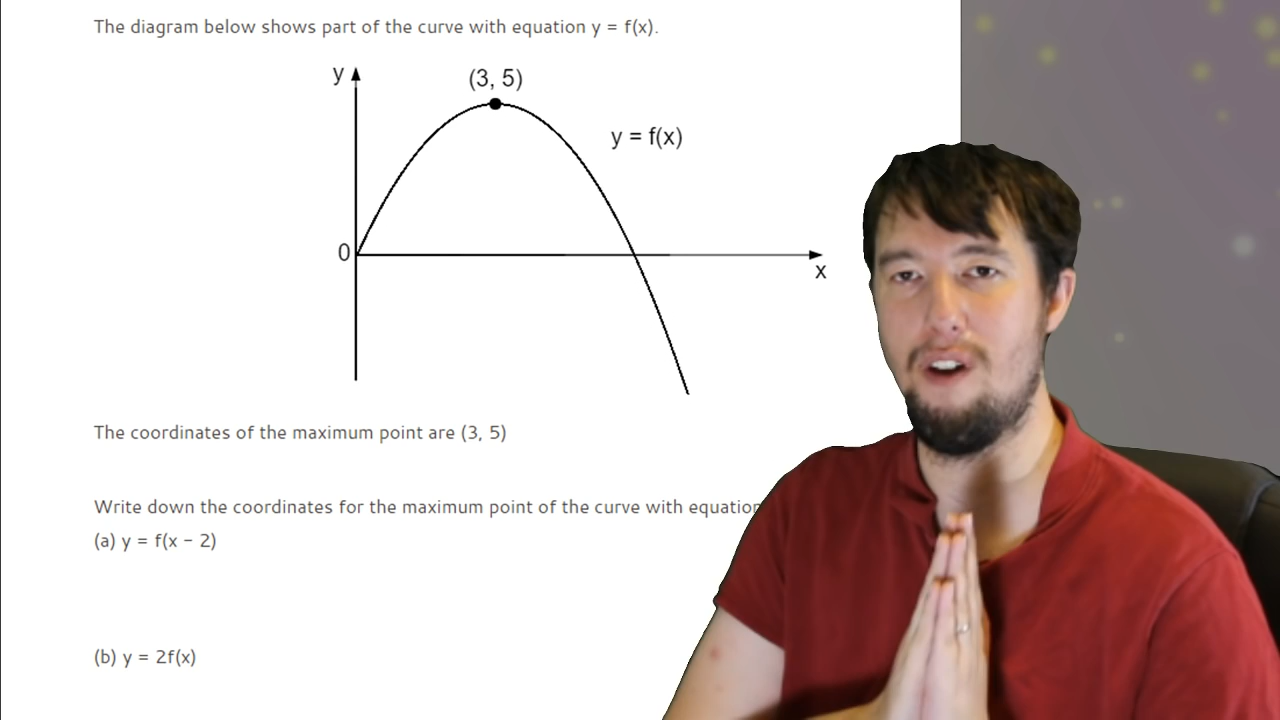 The diagram below shows part of the curve with equation y = f(x).
y
(3, 5)
y = f(x)
0
x
The coordinates of the maximum point are (3, 5)
Write down the coordinates for the maximum point of the curve with equation
(a) y = f(x - 2)
(b) y = 2f(x)